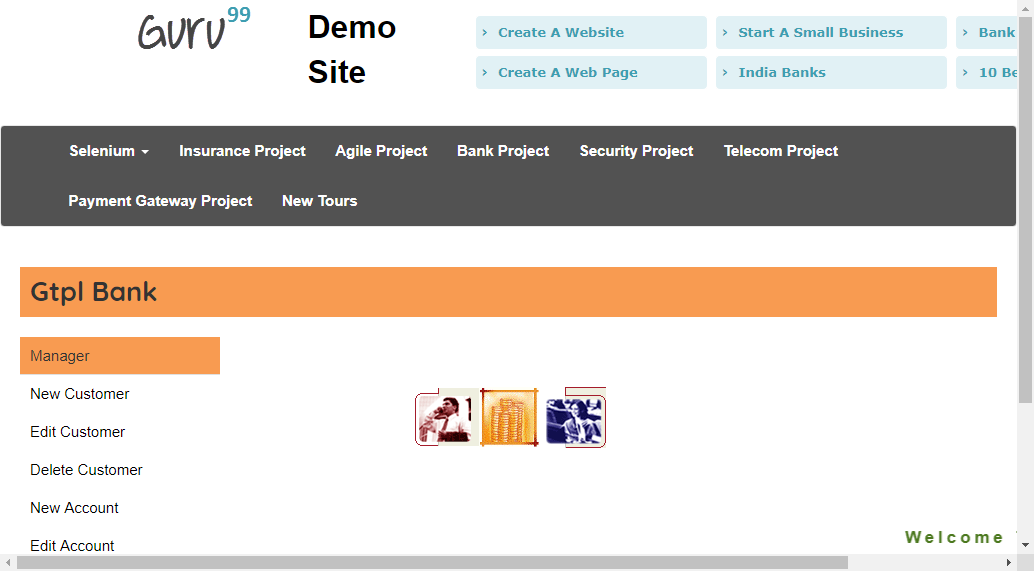 Guru99
Demo
Site
› Create A Website
› Start A Small Business
› Bank
› Create A Web Page
› India Banks
› 10 Be
Selenium
Insurance Project
Agile Project
Bank Project
Security Project
Telecom Project
Payment Gateway Project
New Tours
Gtpl Bank
Manager
New Customer
Edit Customer
Delete Customer
New Account
Edit Account
Welcome